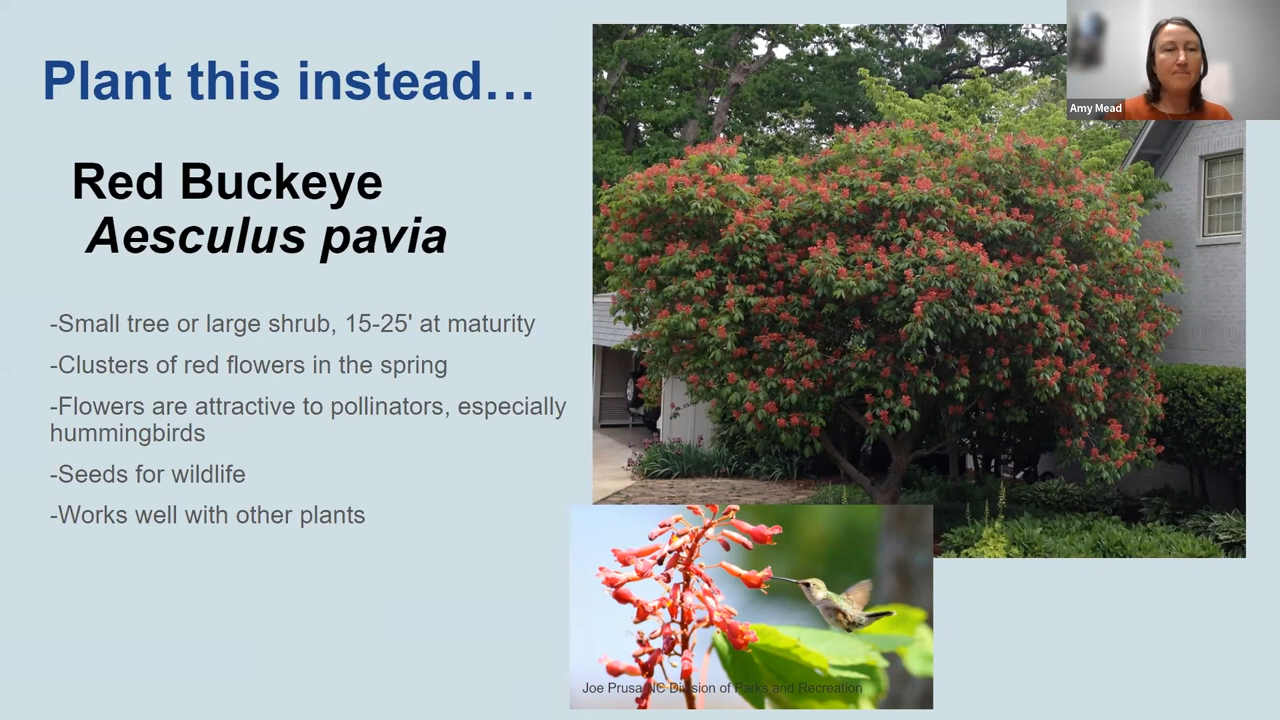 Plant this instead…
Amy Mead
Red Buckeye
Aesculus pavia
-Small tree or large shrub, 15-25' at maturity
-Clusters of red flowers in the spring
-Flowers are attractive to pollinators, especially
hummingbirds
-Seeds for wildlife
-Works well with other plants
Joe Prusa NC Division of Parks and Recreation